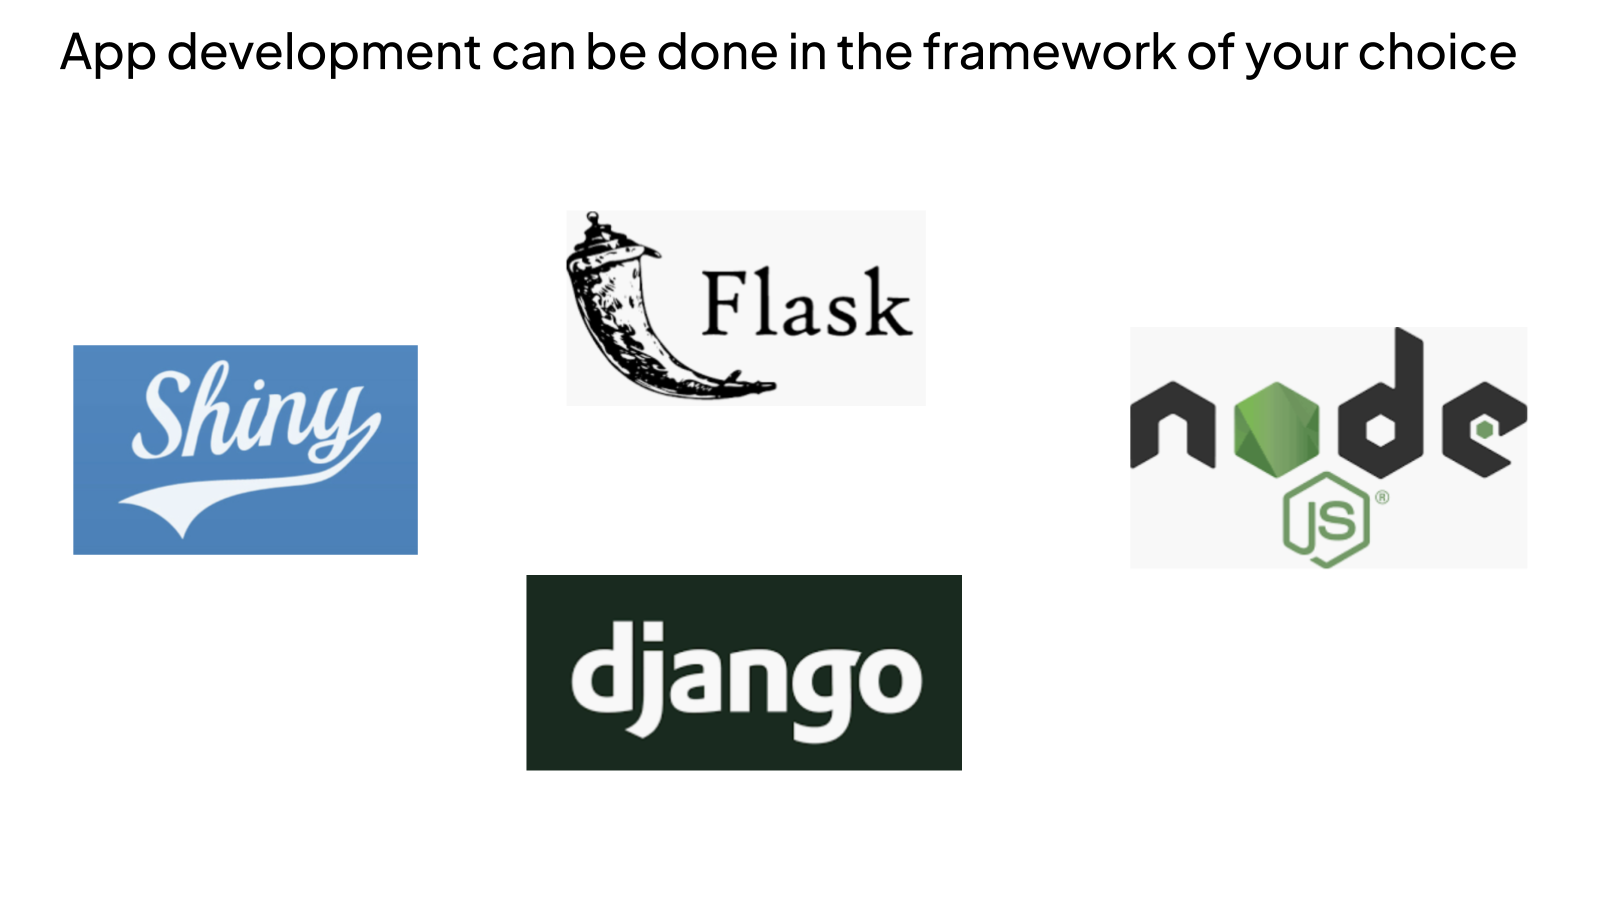 App development can be done in the framework of your choice
Flask
Shiny
node
JS®
django